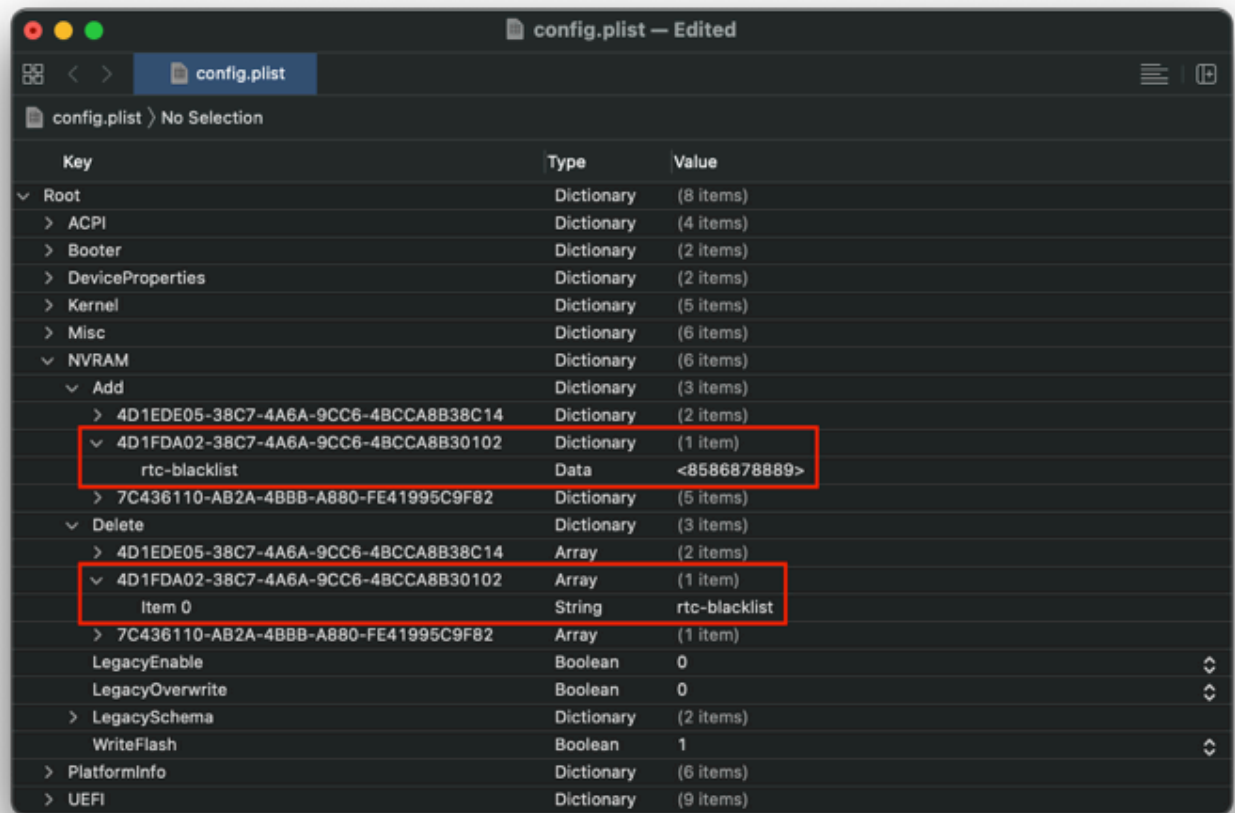 config.plist — Edited
config.plist
config.plist 〉 No Selection
Key Type Value
Root Dictionary (8 items)
ACPI Dictionary (4 items)
Booter Dictionary (2 items)
DeviceProperties Dictionary (2 items)
Kernel Dictionary (5 items)
Misc Dictionary (6 items)
NVRAM Dictionary (6 items)
Add Dictionary (3 items)
4D1EDE05-38C7-4A6A-9CC6-4BCCA8B38C14 Dictionary (2 items)
4D1FDA02-38C7-4A6A-9CC6-4BCCA8B30102 Dictionary (1 item)
rtc-blacklist Data <8586878889>
7C436110-AB2A-4BBB-A880-FE41995C9F82 Dictionary (5 items)
Delete Dictionary (3 items)
4D1EDE05-38C7-4A6A-9CC6-4BCCA8B38C14 Array (2 items)
4D1FDA02-38C7-4A6A-9CC6-4BCCA8B30102 Array (1 item)
Item 0 String rtc-blacklist
7C436110-AB2A-4BBB-A880-FE41995C9F82 Array (1 item)
LegacyEnable Boolean 0
LegacyOverwrite Boolean 0
LegacySchema Dictionary (2 items)
WriteFlash Boolean 1
PlatformInfo Dictionary (6 items)
UEFI Dictionary (9 items)